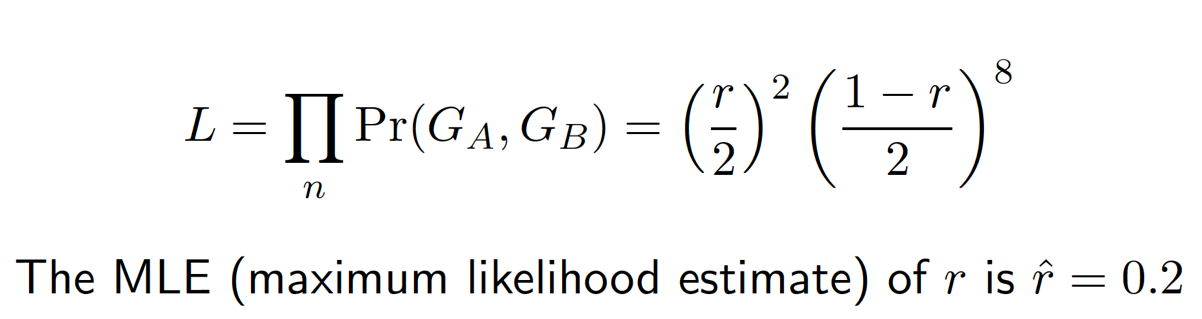 L = ∏ₙ Pr(G_A, G_B) = (r/2)² ((1 − r)/2)⁸
The MLE (maximum likelihood estimate) of r is r̂ = 0.2